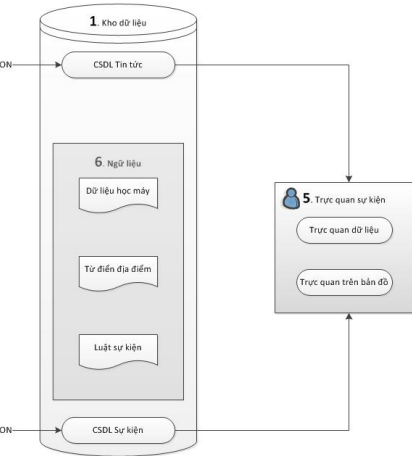 1. Kho dữ liệu
ON
CSDL Tin tức
6. Ngữ liệu
Dữ liệu học máy
5. Trực quan sự kiện
Trực quan dữ liệu
Từ điển địa điểm
Trực quan trên bản đồ
Luật sự kiện
ON
CSDL Sự kiện